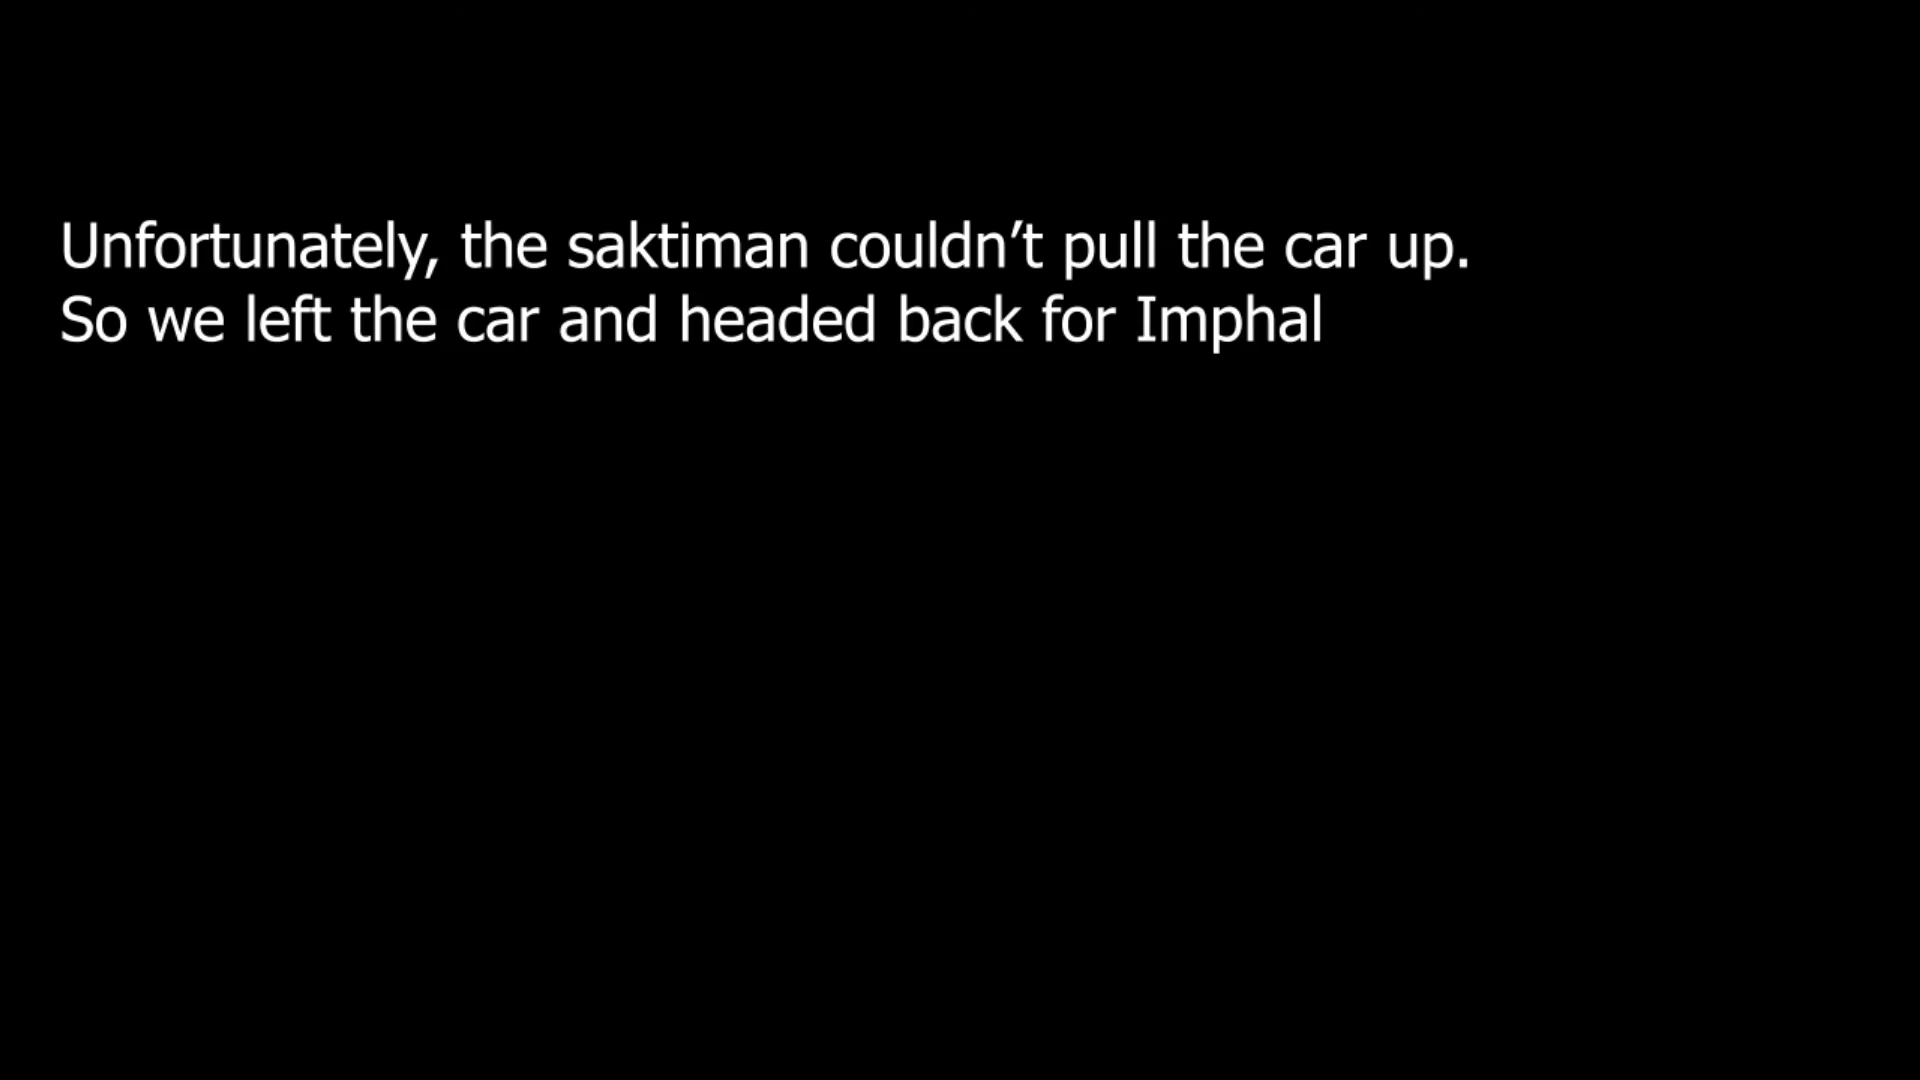 Unfortunately, the saktiman couldn’t pull the car up.
So we left the car and headed back for Imphal